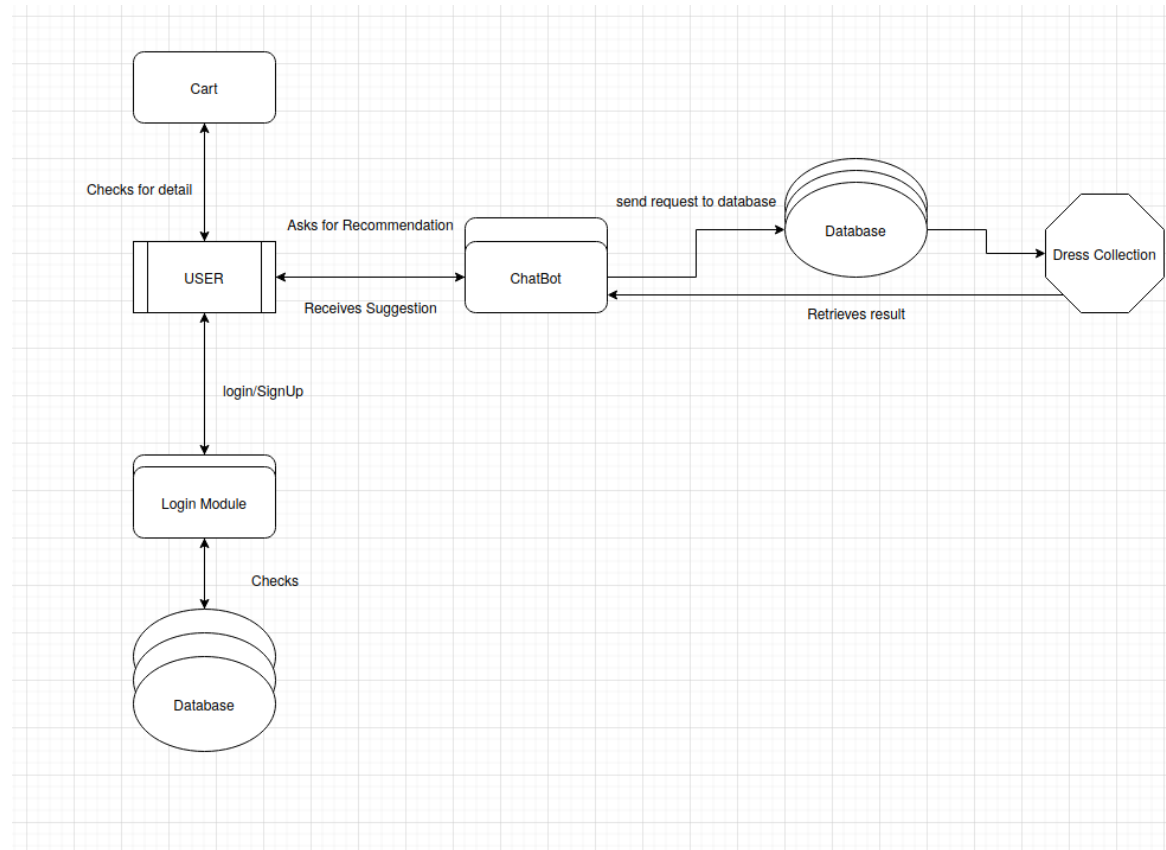 Cart
Checks for detail
send request to database
Asks for Recommendation
Database
Dress Collection
USER
ChatBot
Receives Suggestion
Retrieves result
login/SignUp
Login Module
Checks
Database